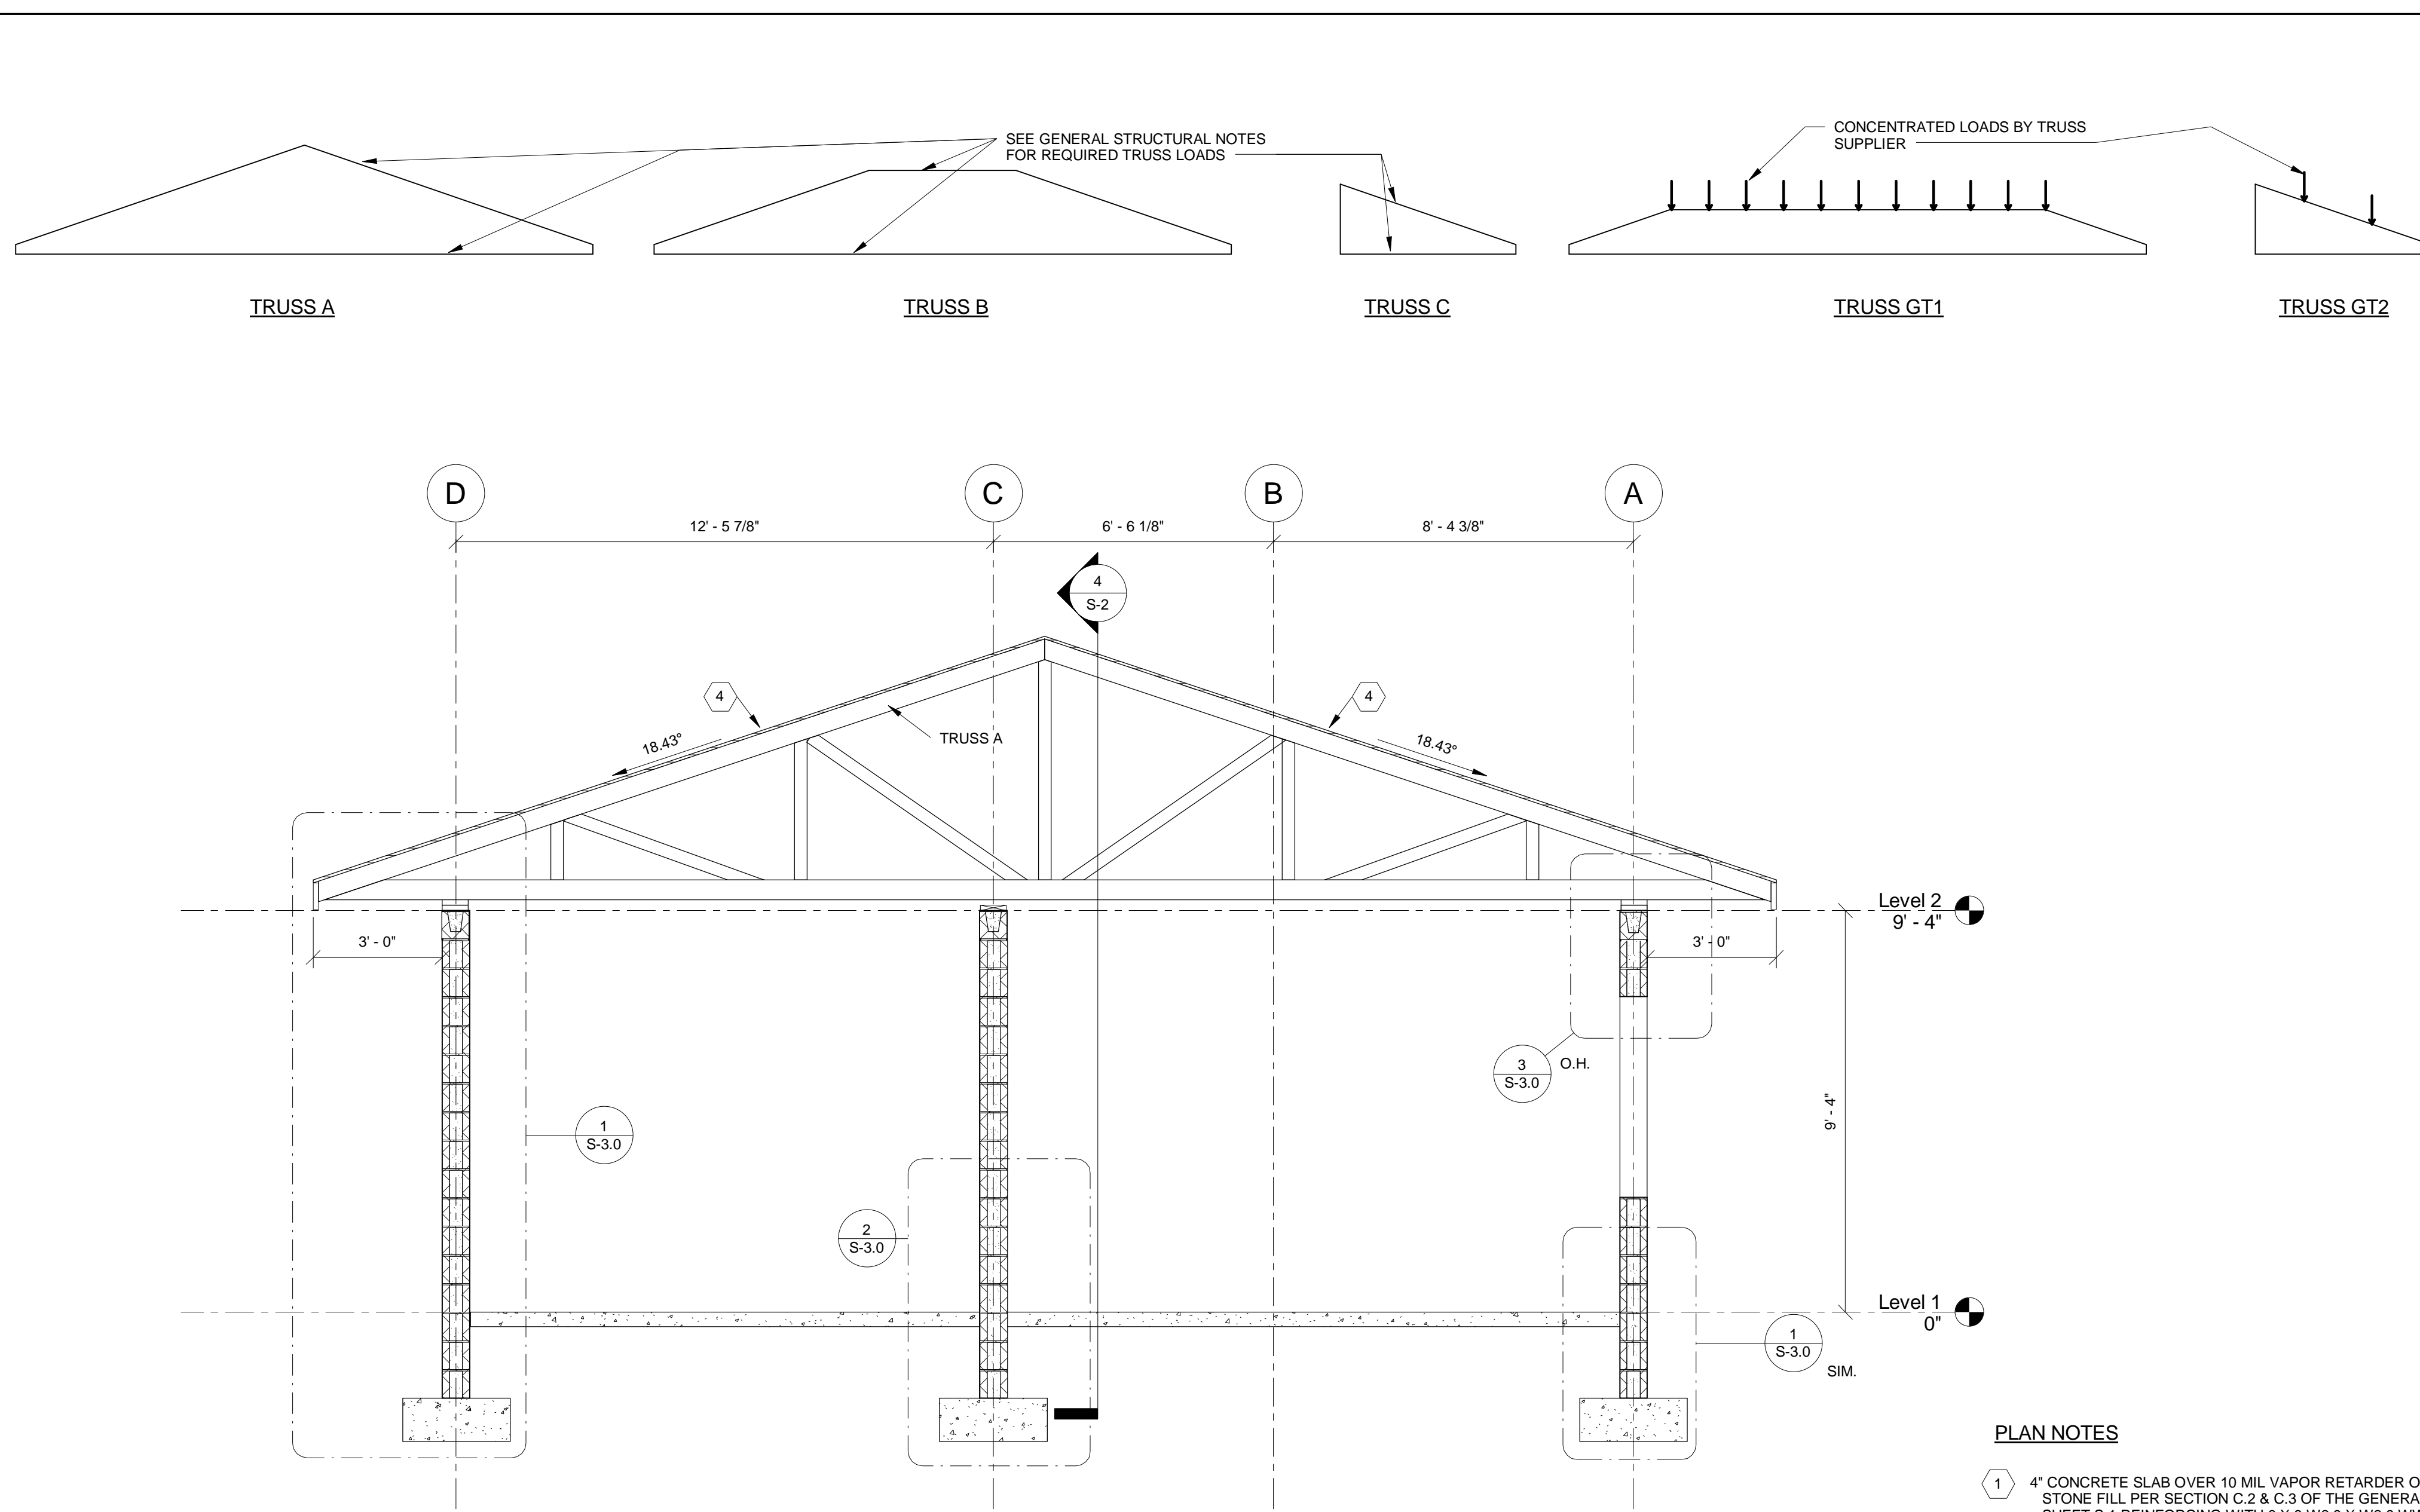 SEE GENERAL STRUCTURAL NOTES
FOR REQUIRED TRUSS LOADS
CONCENTRATED LOADS BY TRUSS
SUPPLIER
TRUSS A
TRUSS B
TRUSS C
TRUSS GT1
TRUSS GT2
D
C
B
A
12' - 5 7/8"
6' - 6 1/8"
8' - 4 3/8"
4
S-2
4
4
18.43°
TRUSS A
18.43°
Level 2
9' - 4"
3' - 0"
3' - 0"
3
S-3.0
O.H.
9' - 4"
1
S-3.0
2
S-3.0
Level 1
0"
1
S-3.0
SIM.
PLAN NOTES
1
4" CONCRETE SLAB OVER 10 MIL VAPOR RETARDER
STONE FILL PER SECTION C.2 & C.3 OF THE